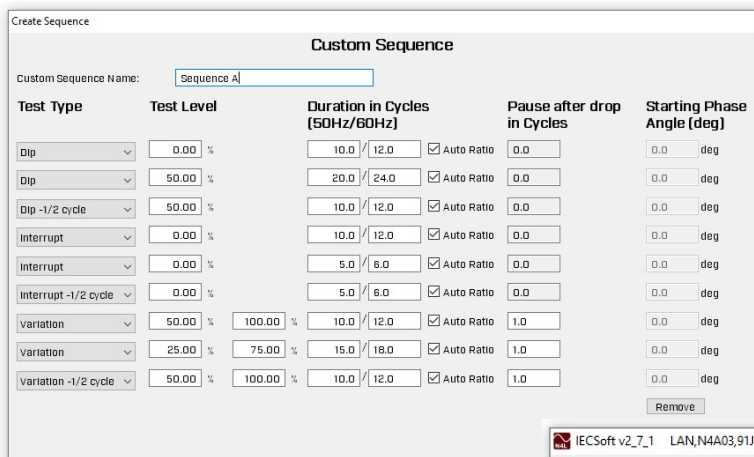 Create Sequence
Custom Sequence
Custom Sequence Name: Sequence A
Test Type Test Level Duration in Cycles (50Hz/60Hz) Pause after drop in Cycles Starting Phase Angle (deg)
Dip 0.00 % 10.0 / 12.0 Auto Ratio 0.0 0.0 deg
Dip 50.00 % 20.0 / 24.0 Auto Ratio 0.0 0.0 deg
Dip -1/2 cycle 50.00 % 10.0 / 12.0 Auto Ratio 0.0 0.0 deg
Interrupt 0.00 % 10.0 / 12.0 Auto Ratio 0.0 0.0 deg
Interrupt 0.00 % 5.0 / 6.0 Auto Ratio 0.0 0.0 deg
Interrupt -1/2 cycle 0.00 % 5.0 / 6.0 Auto Ratio 0.0 0.0 deg
Variation 50.00 % 100.00 % 10.0 / 12.0 Auto Ratio 1.0 0.0 deg
Variation 25.00 % 75.00 % 15.0 / 18.0 Auto Ratio 1.0 0.0 deg
Variation -1/2 cycle 50.00 % 100.00 % 10.0 / 12.0 Auto Ratio 1.0 0.0 deg
Remove
N4L IECSoft v2_7_1 LAN,N4A03,91J